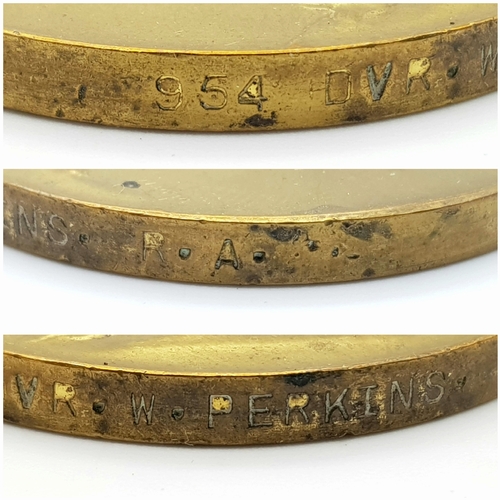 954 DVR. W
NS. R.A.
VR. W. PERKINS